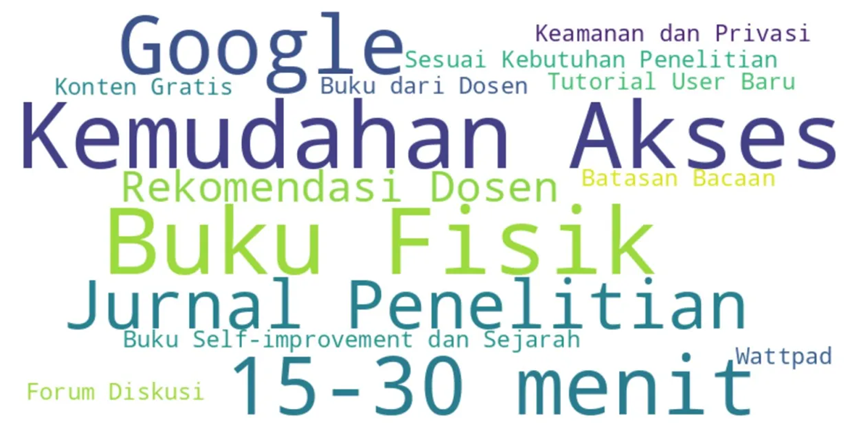 Google
Keamanan dan Privasi
Sesuai Kebutuhan Penelitian
Konten Gratis
Buku dari Dosen
Tutorial User Baru
Kemudahan Akses
Rekomendasi Dosen
Batasan Bacaan
Buku Fisik
Jurnal Penelitian
Buku Self-improvement dan Sejarah
Wattpad
15-30 menit
Forum Diskusi